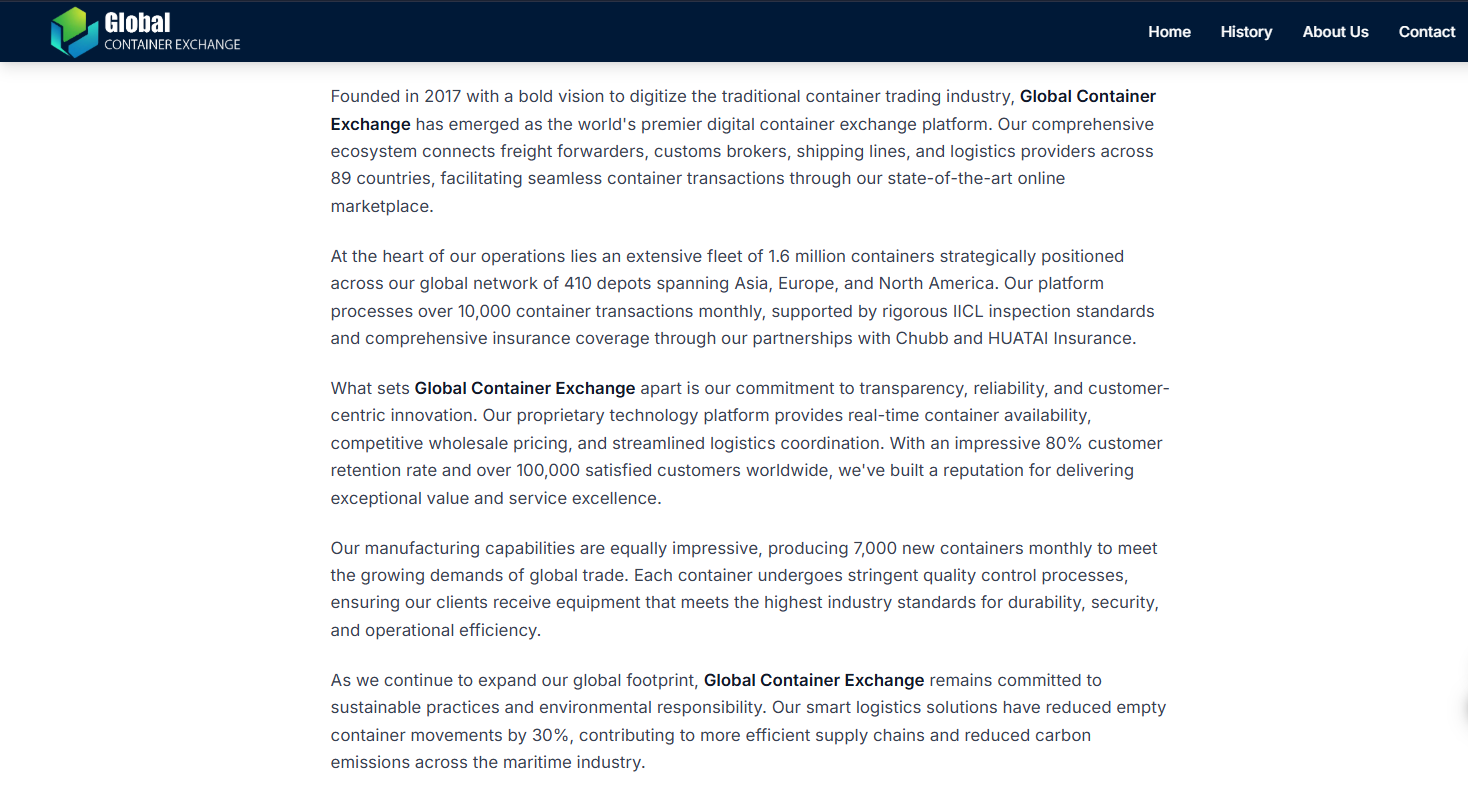 Global
CONTAINER EXCHANGE
Home
History
About Us
Contact
Founded in 2017 with a bold vision to digitize the traditional container trading industry, Global Container
Exchange has emerged as the world's premier digital container exchange platform. Our comprehensive
ecosystem connects freight forwarders, customs brokers, shipping lines, and logistics providers across
89 countries, facilitating seamless container transactions through our state-of-the-art online
marketplace.
At the heart of our operations lies an extensive fleet of 1.6 million containers strategically positioned
across our global network of 410 depots spanning Asia, Europe, and North America. Our platform
processes over 10,000 container transactions monthly, supported by rigorous IICL inspection standards
and comprehensive insurance coverage through our partnerships with Chubb and HUATAI Insurance.
What sets Global Container Exchange apart is our commitment to transparency, reliability, and customer-
centric innovation. Our proprietary technology platform provides real-time container availability,
competitive wholesale pricing, and streamlined logistics coordination. With an impressive 80% customer
retention rate and over 100,000 satisfied customers worldwide, we've built a reputation for delivering
exceptional value and service excellence.
Our manufacturing capabilities are equally impressive, producing 7,000 new containers monthly to meet
the growing demands of global trade. Each container undergoes stringent quality control processes,
ensuring our clients receive equipment that meets the highest industry standards for durability, security,
and operational efficiency.
As we continue to expand our global footprint, Global Container Exchange remains committed to
sustainable practices and environmental responsibility. Our smart logistics solutions have reduced empty
container movements by 30%, contributing to more efficient supply chains and reduced carbon
emissions across the maritime industry.